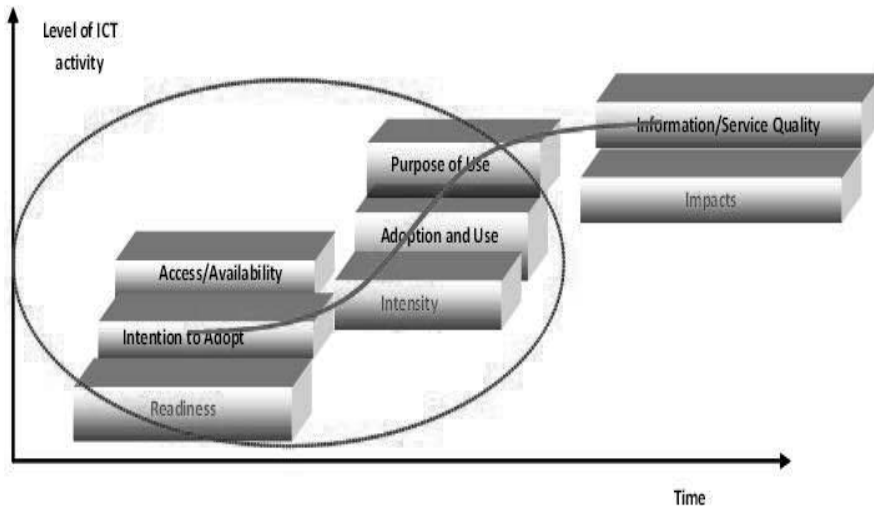 Level of ICT
activity
Information/Service Quality
Purpose of Use
Impacts
Adoption and Use
Access/Availability
Intensity
Intention to Adopt
Readiness
Time